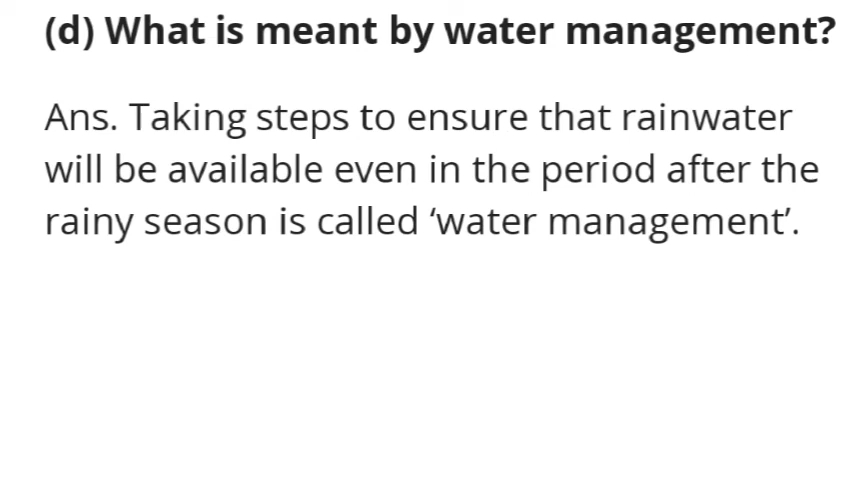 (d) What is meant by water management?
Ans. Taking steps to ensure that rainwater
will be available even in the period after the
rainy season is called ‘water management’.